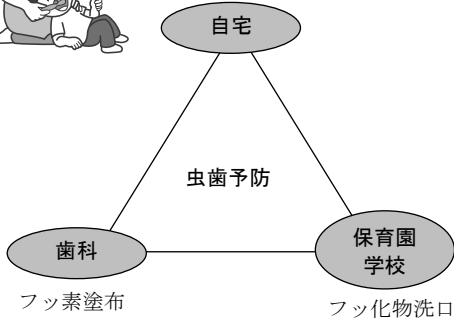 自宅
虫歯予防
歯科
保育園
学校
フッ素塗布
フッ化物洗口